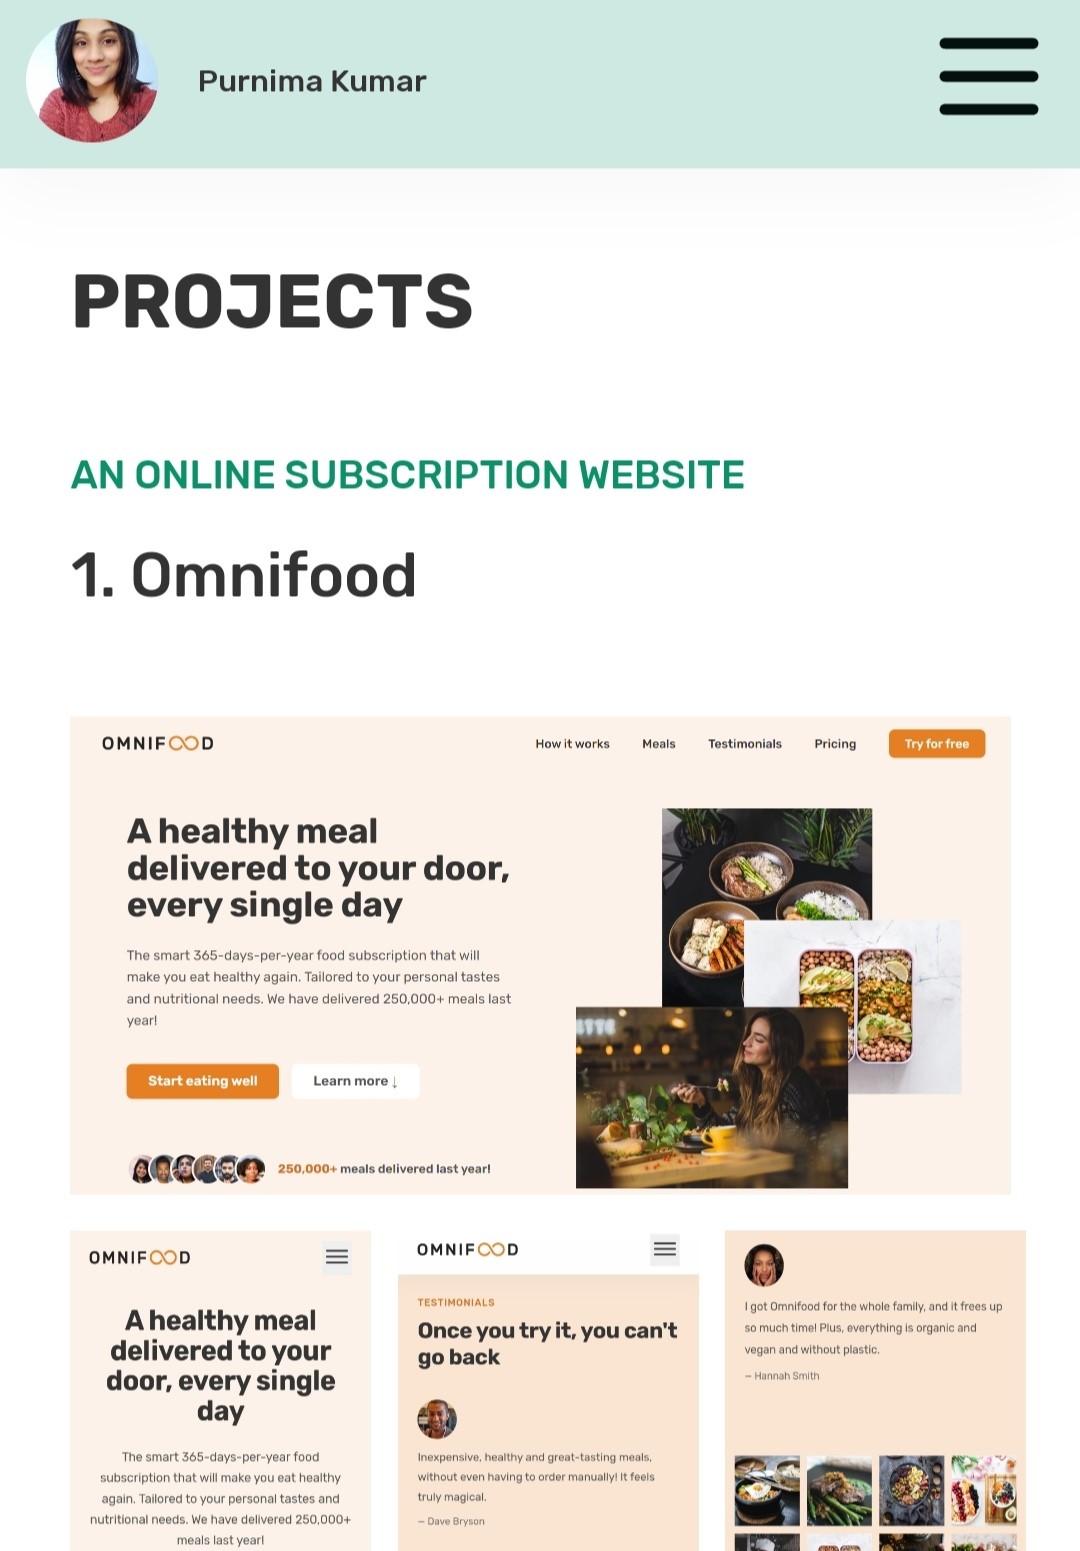 Purnima Kumar
PROJECTS
AN ONLINE SUBSCRIPTION WEBSITE
1. Omnifood
OMNIFOOD
How it works Meals Testimonials Pricing Try for free
A healthy meal
delivered to your door,
every single day
The smart 365-days-per-year food subscription that will
make you eat healthy again. Tailored to your personal tastes
and nutritional needs. We have delivered 250,000+ meals last
year!
Start eating well Learn more ↓
250,000+ meals delivered last year!
OMNIFOOD
A healthy meal
delivered to your
door, every single
day
The smart 365-days-per-year food
subscription that will make you eat healthy
again. Tailored to your personal tastes and
nutritional needs. We have delivered 250,000+
meals last year!
OMNIFOOD
TESTIMONIALS
Once you try it, you can't
go back
Inexpensive, healthy and great-tasting meals,
without even having to order manually! It feels
truly magical.
— Dave Bryson
I got Omnifood for the whole family, and it frees up
so much time! Plus, everything is organic and
vegan and without plastic.
— Hannah Smith